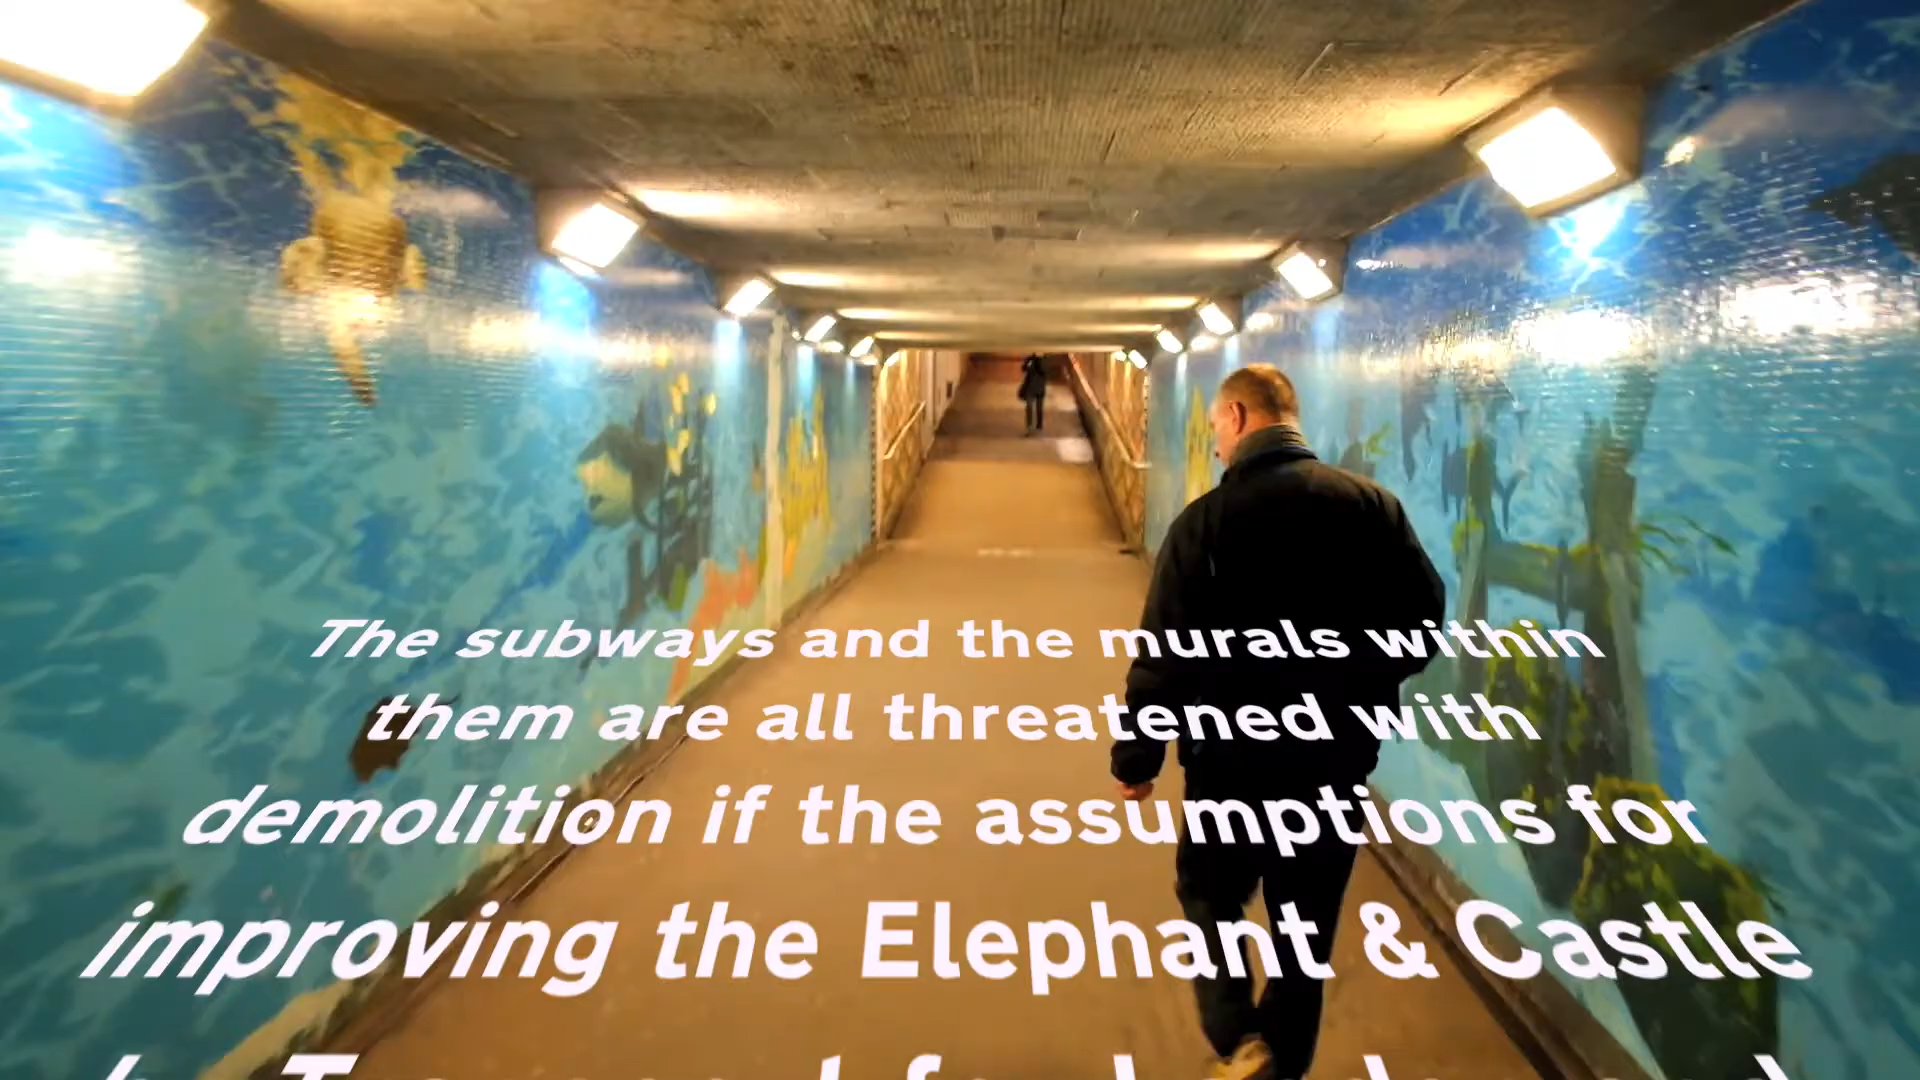 The subways and the murals within
them are all threatened with
demolition if the assumptions for
improving the Elephant & Castle